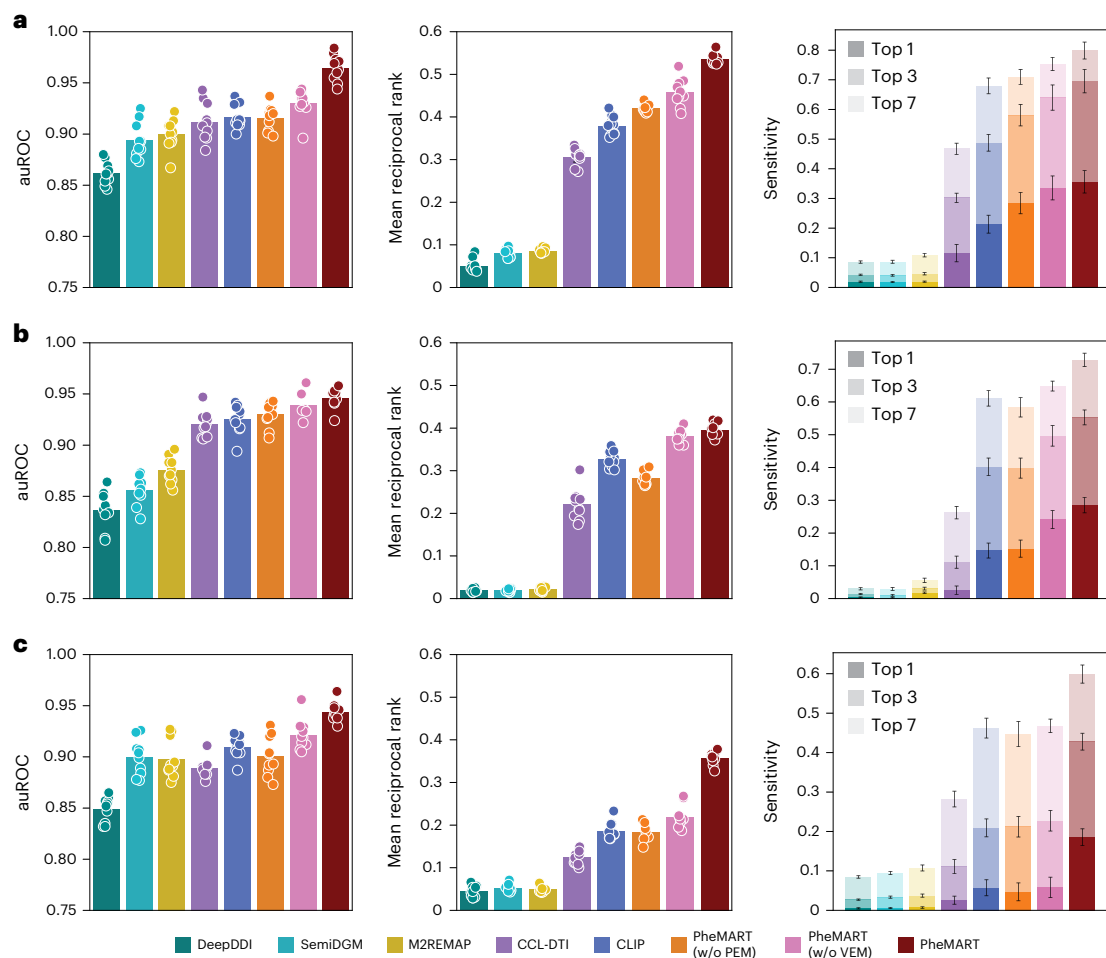 a
auROC
1.00
0.95
0.90
0.85
0.80
0.75
Mean reciprocal rank
0.6
0.5
0.4
0.3
0.2
0.1
0
Sensitivity
0.8
0.7
0.6
0.5
0.4
0.3
0.2
0.1
0
Top 1
Top 3
Top 7
b
auROC
1.00
0.95
0.90
0.85
0.80
0.75
Mean reciprocal rank
0.6
0.5
0.4
0.3
0.2
0.1
0
Sensitivity
0.7
0.6
0.5
0.4
0.3
0.2
0.1
0
Top 1
Top 3
Top 7
c
auROC
1.00
0.95
0.90
0.85
0.80
0.75
Mean reciprocal rank
0.6
0.5
0.4
0.3
0.2
0.1
0
Sensitivity
0.6
0.5
0.4
0.3
0.2
0.1
0
Top 1
Top 3
Top 7
DeepDDI
SemiDGM
M2REMAP
CCL-DTI
CLIP
PheMART
(w/o PEM)
PheMART
(w/o VEM)
PheMART